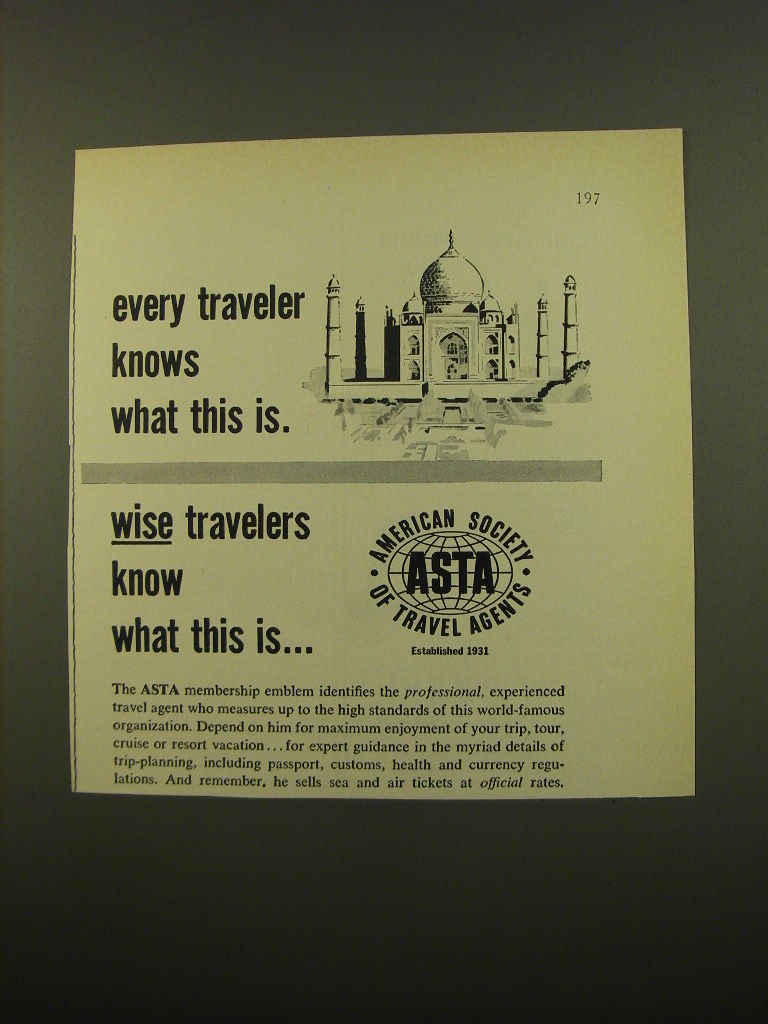 197
every traveler
knows
what this is.
wise travelers
know
what this is...
AMERICAN SOCIETY
ASTA
OF TRAVEL AGENTS
Established 1931
The ASTA membership emblem identifies the professional, experienced
travel agent who measures up to the high standards of this world-famous
organization. Depend on him for maximum enjoyment of your trip, tour,
cruise or resort vacation...for expert guidance in the myriad details of
trip-planning, including passport, customs, health and currency regu-
lations. And remember, he sells sea and air tickets at official rates.